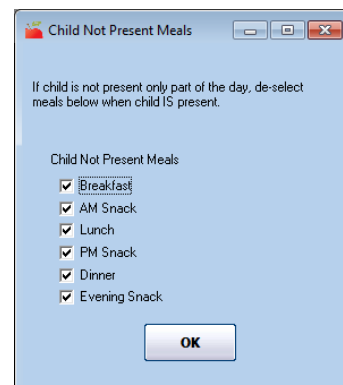 Child Not Present Meals
If child is not present only part of the day, de-select
meals below when child IS present.
Child Not Present Meals
Breakfast
AM Snack
Lunch
PM Snack
Dinner
Evening Snack
OK